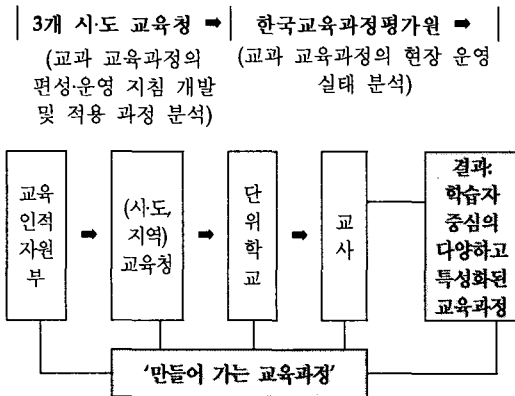 3개 시·도 교육청 ➡ 한국교육과정평가원 ➡
(교과 교육과정의
편성·운영 지침 개발
및 적용 과정 분석)
(교과 교육과정의 현장 운영
실태 분석)
교육
인적
자원
부
➡
(시·도,
지역)
교육청
➡
단
위
학
교
➡
교
사
결과:
학습자
중심의
다양하고
특성화된
교육과정
'만들어 가는 교육과정'